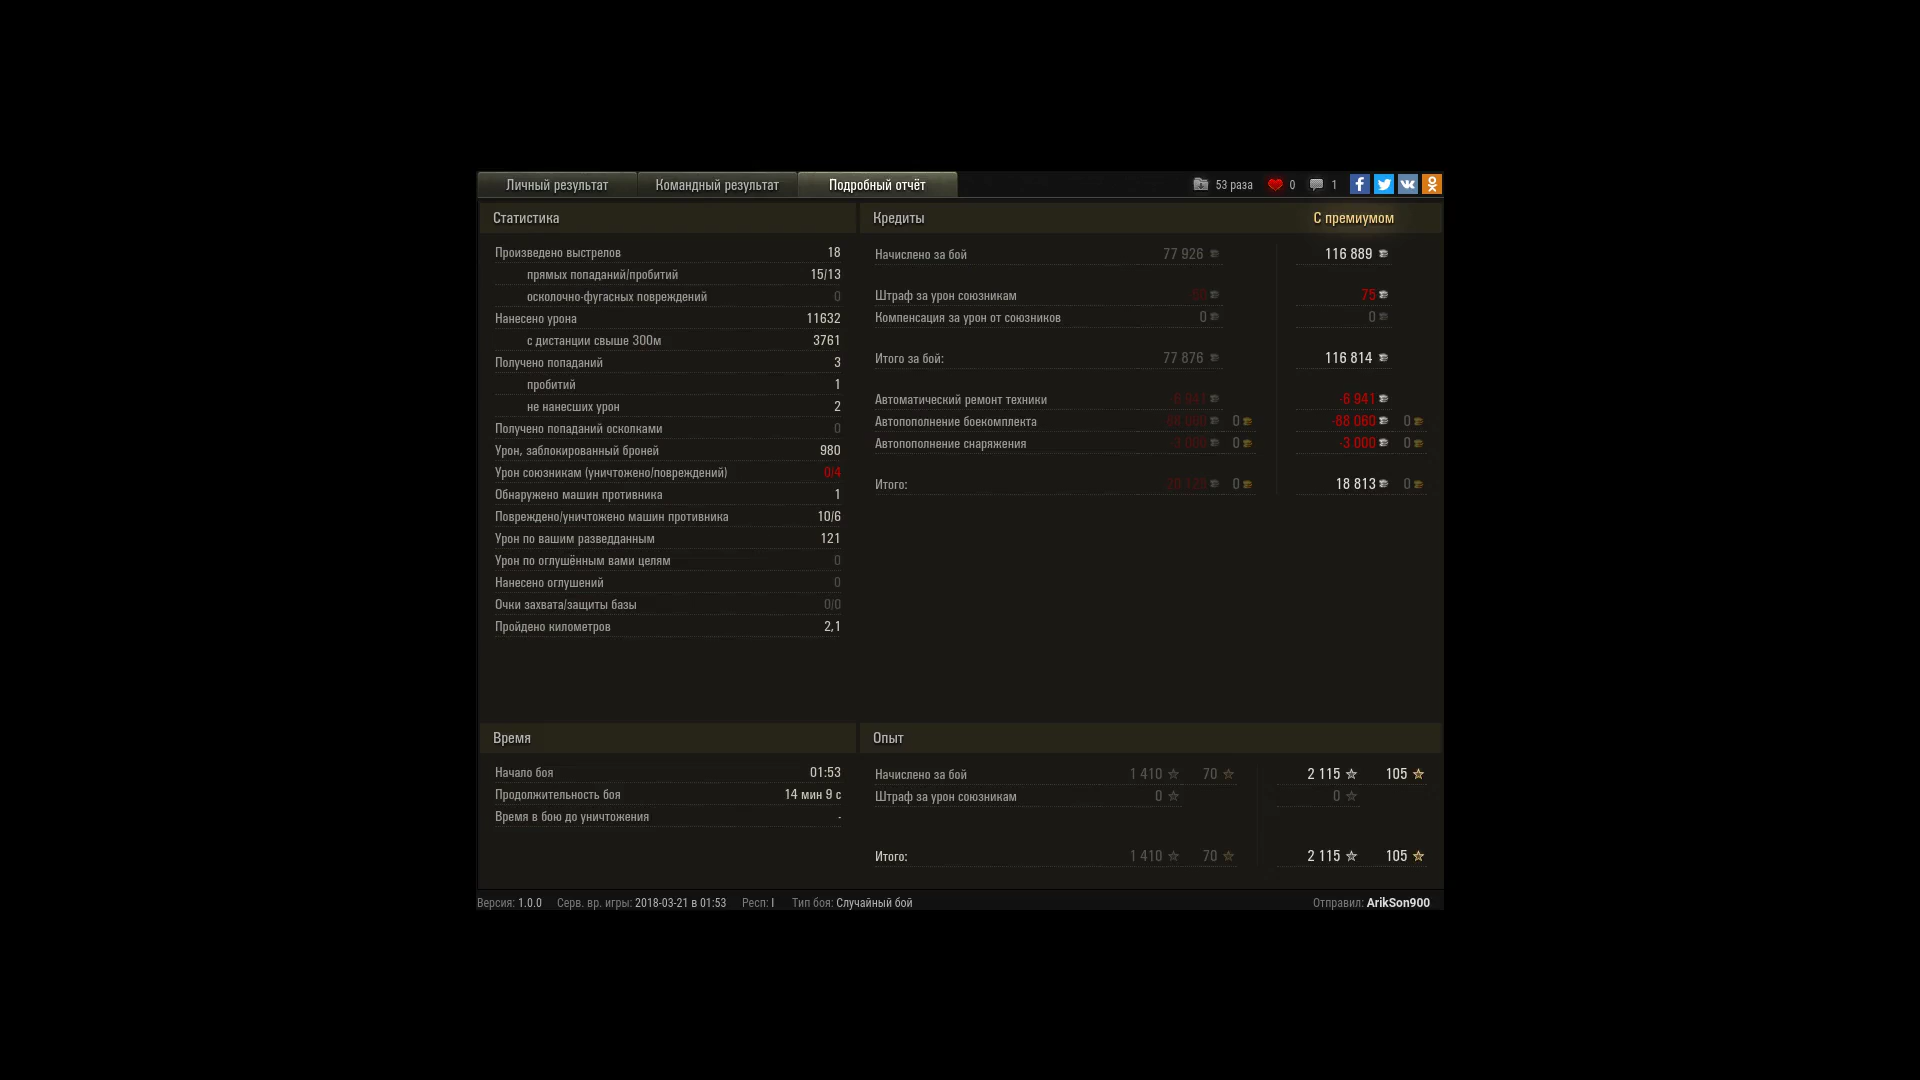 Личный результат Командный результат Подробный отчёт 53 раза 0 1
Статистика
Произведено выстрелов 18
прямых попаданий/пробитий 15/13
осколочно-фугасных повреждений 0
Нанесено урона 11632
с дистанции свыше 300м 3761
Получено попаданий 3
пробитий 1
не нанесших урон 2
Получено попаданий осколками 0
Урон, заблокированный броней 980
Урон союзникам (уничтожено/повреждений) 0/4
Обнаружено машин противника 1
Повреждено/уничтожено машин противника 10/6
Урон по вашим разведданным 121
Урон по оглушённым вами целям 0
Нанесено оглушений 0
Очки захвата/защиты базы 0/0
Пройдено километров 2,1
Кредиты С премиумом
Начислено за бой 77 926 116 889
Штраф за урон союзникам 75
Компенсация за урон от союзников 0 0
Итого за бой: 77 876 116 814
Автоматический ремонт техники -6 941 -6 941
Автопополнение боекомплекта -88 060 0 -88 060 0
Автопополнение снаряжения -3 000 0 -3 000 0
Итого: 0 18 813 0
Время
Начало боя 01:53
Продолжительность боя 14 мин 9 с
Время в бою до уничтожения -
Опыт
Начислено за бой 1 410 70 2 115 105
Штраф за урон союзникам 0 0
Итого: 1 410 70 2 115 105
Версия: 1.0.0 Серв. вр. игры: 2018-03-21 в 01:53 Респ: I Тип боя: Случайный бой Отправил: ArikSon900